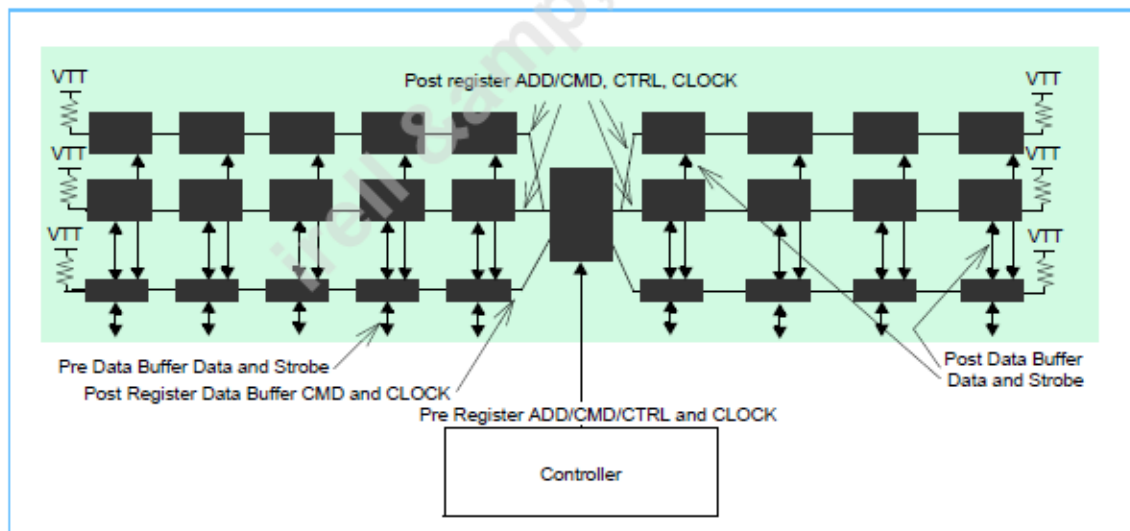 irell &amp
VTT
Post register ADD/CMD, CTRL, CLOCK
VTT
VTT
VTT
VTT
VTT
Pre Data Buffer Data and Strobe
Post Register Data Buffer CMD and CLOCK
Pre Register ADD/CMD/CTRL and CLOCK
Post Data Buffer
Data and Strobe
Controller